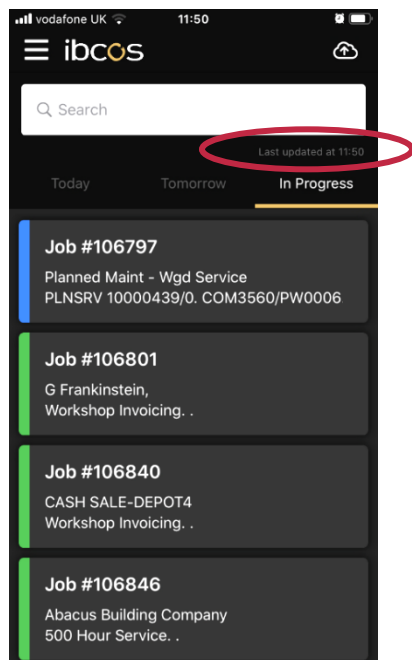 vodafone UK 11:50
ibcos
Search
Last updated at 11:50
Today Tomorrow In Progress
Job #106797
Planned Maint - Wgd Service
PLNSRV 10000439/0. COM3560/PW0006
Job #106801
G Frankinstein,
Workshop Invoicing. .
Job #106840
CASH SALE-DEPOT4
Workshop Invoicing. .
Job #106846
Abacus Building Company
500 Hour Service. .